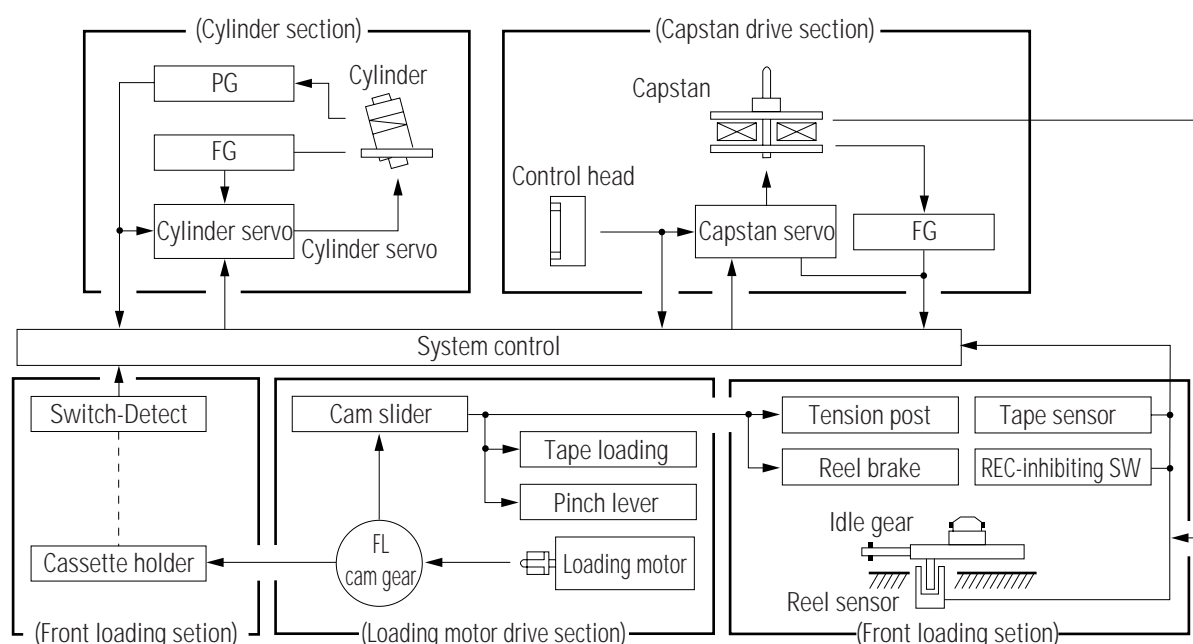 (Cylinder section)
PG
Cylinder
FG
Cylinder servo
Cylinder servo
(Capstan drive section)
Capstan
Control head
Capstan servo
FG
System control
Switch-Detect
Cassette holder
(Front loading setion)
Cam slider
Tape loading
Pinch lever
FL
cam gear
Loading motor
(Loading motor drive section)
Tension post
Tape sensor
Reel brake
REC-inhibiting SW
Idle gear
Reel sensor
(Front loading setion)